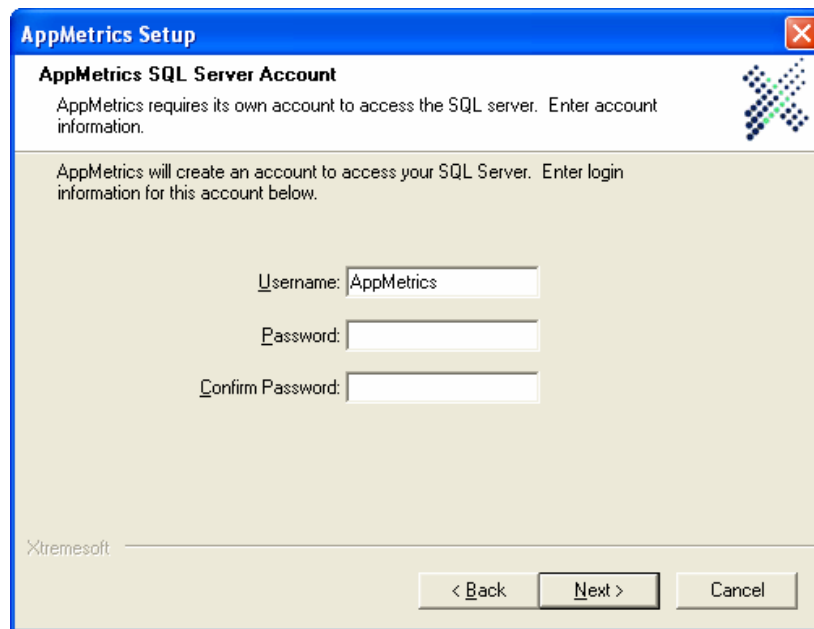 AppMetrics Setup
AppMetrics SQL Server Account
AppMetrics requires its own account to access the SQL server. Enter account
information.
AppMetrics will create an account to access your SQL Server. Enter login
information for this account below.
Username: AppMetrics
Password:
Confirm Password:
Xtremesoft
< Back Next > Cancel